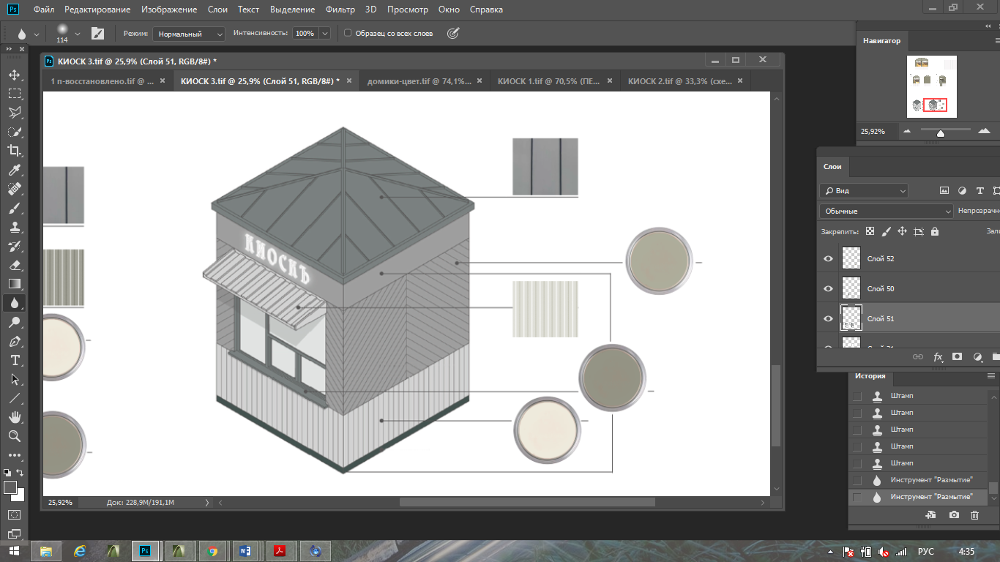 Ps
Файл Редактирование Изображение Слои Текст Выделение Фильтр 3D Просмотр Окно Справка
114
Режим: Нормальный Интенсивность: 100% Образец со всех слоев
Ps КИОСК 3.tif @ 25,9% (Слой 51, RGB/8#) *
1 п-восстановлено.tif @ ... КИОСК 3.tif @ 25,9% (Слой 51, RGB/8#) * домики-цвет.tif @ 74,1%... КИОСК 1.tif @ 70,5% (ПЕ... КИОСК 2.tif @ 33,3% (схе...
КИОСКЪ
25,92% Док: 228,9M/191,1M
Навигатор
25,92%
Слои
Вид
Обычные Непрозрачн
Закрепить: Зали
Слой 52
Слой 50
Слой 51
История
Штамп
Штамп
Штамп
Штамп
Штамп
Инструмент "Размытие"
Инструмент "Размытие"
Ps РУС 4:35